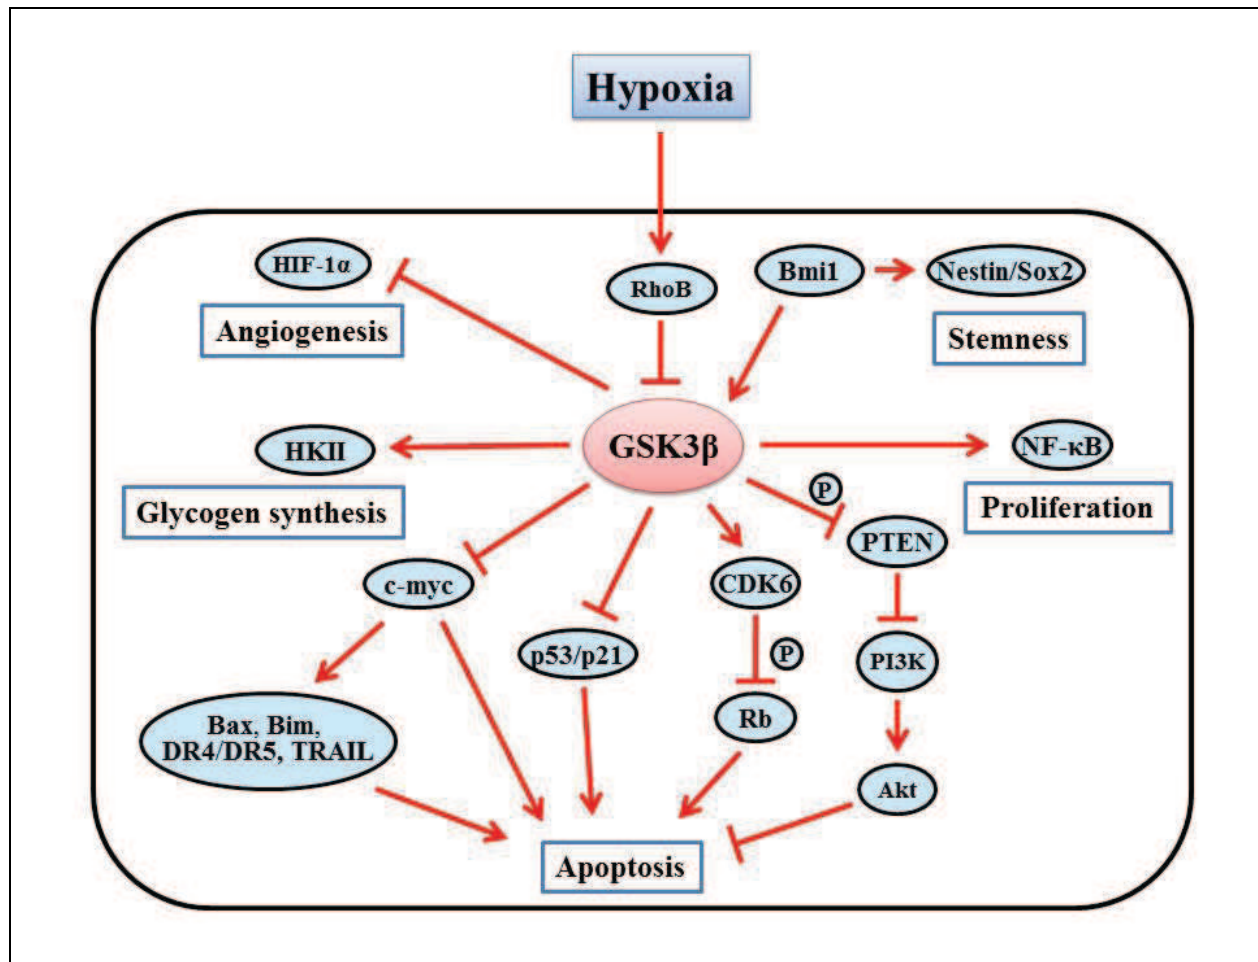 Hypoxia
HIF-1α
RhoB
Bmi1
Nestin/Sox2
Angiogenesis
Stemness
GSK3β
HKII
NF-κB
Glycogen synthesis
Proliferation
P
PTEN
c-myc
CDK6
p53/p21
P
PI3K
Rb
Bax, Bim,
DR4/DR5, TRAIL
Akt
Apoptosis